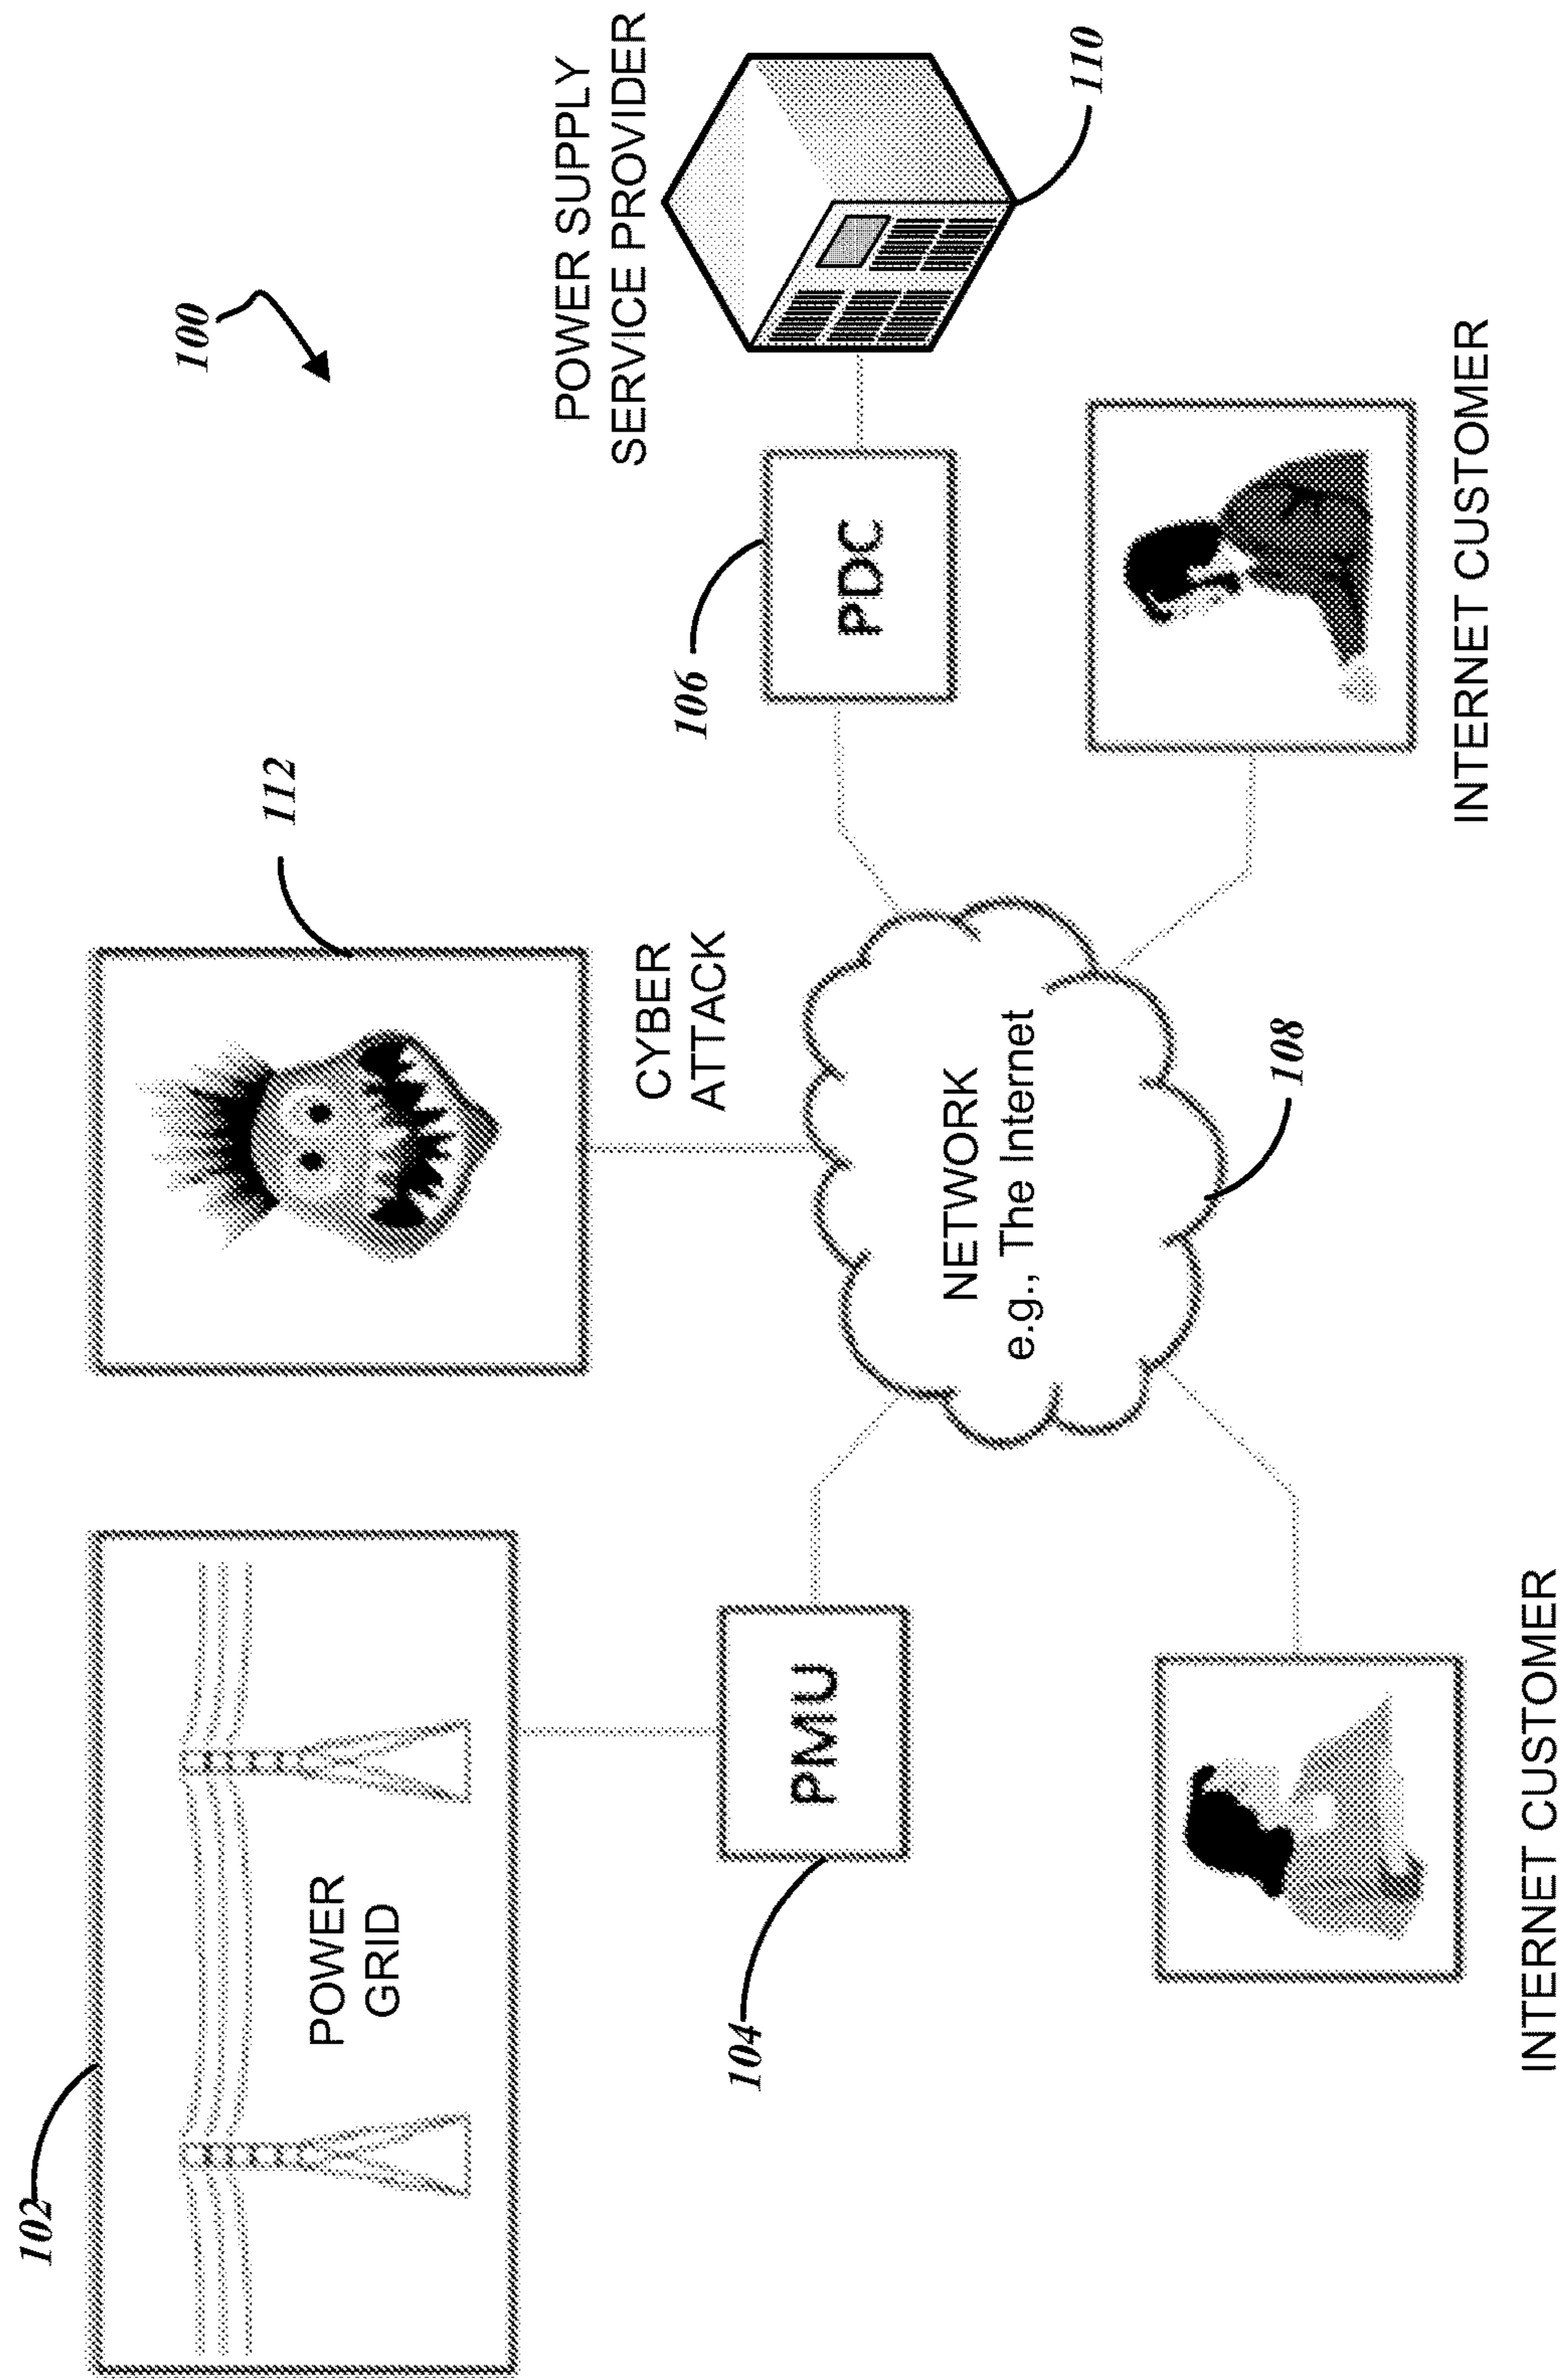 100
102
POWER
GRID
112
CYBER
ATTACK
POWER SUPPLY
SERVICE PROVIDER
104
PMU
106
PDC
110
NETWORK
e.g., The Internet
108
INTERNET CUSTOMER
INTERNET CUSTOMER